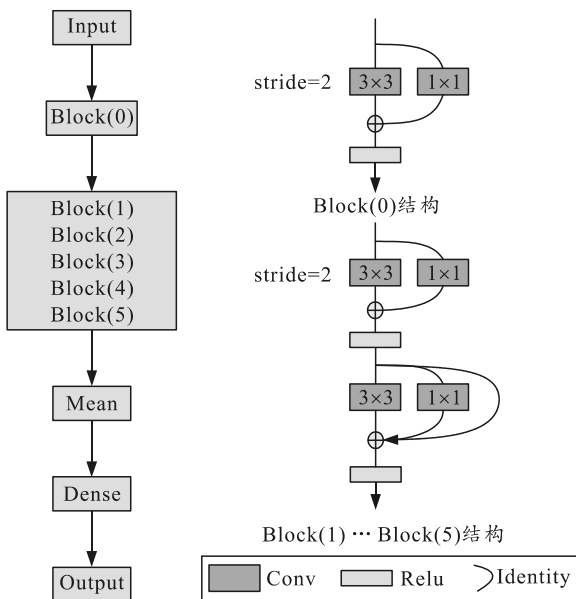 Input
Block(0)
Block(1)
Block(2)
Block(3)
Block(4)
Block(5)
Mean
Dense
Output
stride=2
3×3
1×1
Block(0)结构
stride=2
3×3
1×1
3×3
1×1
Block(1)···Block(5)结构
Conv
Relu
Identity